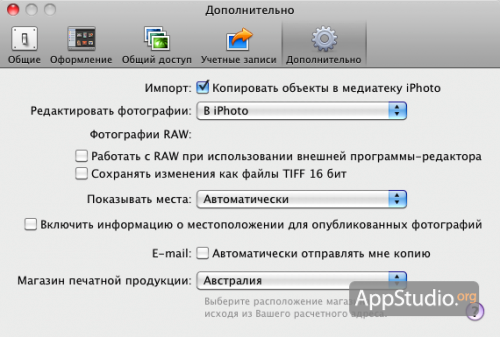 Дополнительно
Общие Оформление Общий доступ Учетные записи Дополнительно
Импорт: Копировать объекты в медиатеку iPhoto
Редактировать фотографии: В iPhoto
Фотографии RAW:
Работать с RAW при использовании внешней программы-редактора
Сохранять изменения как файлы TIFF 16 бит
Показывать места: Автоматически
Включить информацию о местоположении для опубликованных фотографий
E-mail: Автоматически отправлять мне копию
Магазин печатной продукции: Австралия
Выберите расположение
исходя из Вашего расчетного адреса.
AppStudio.org
?